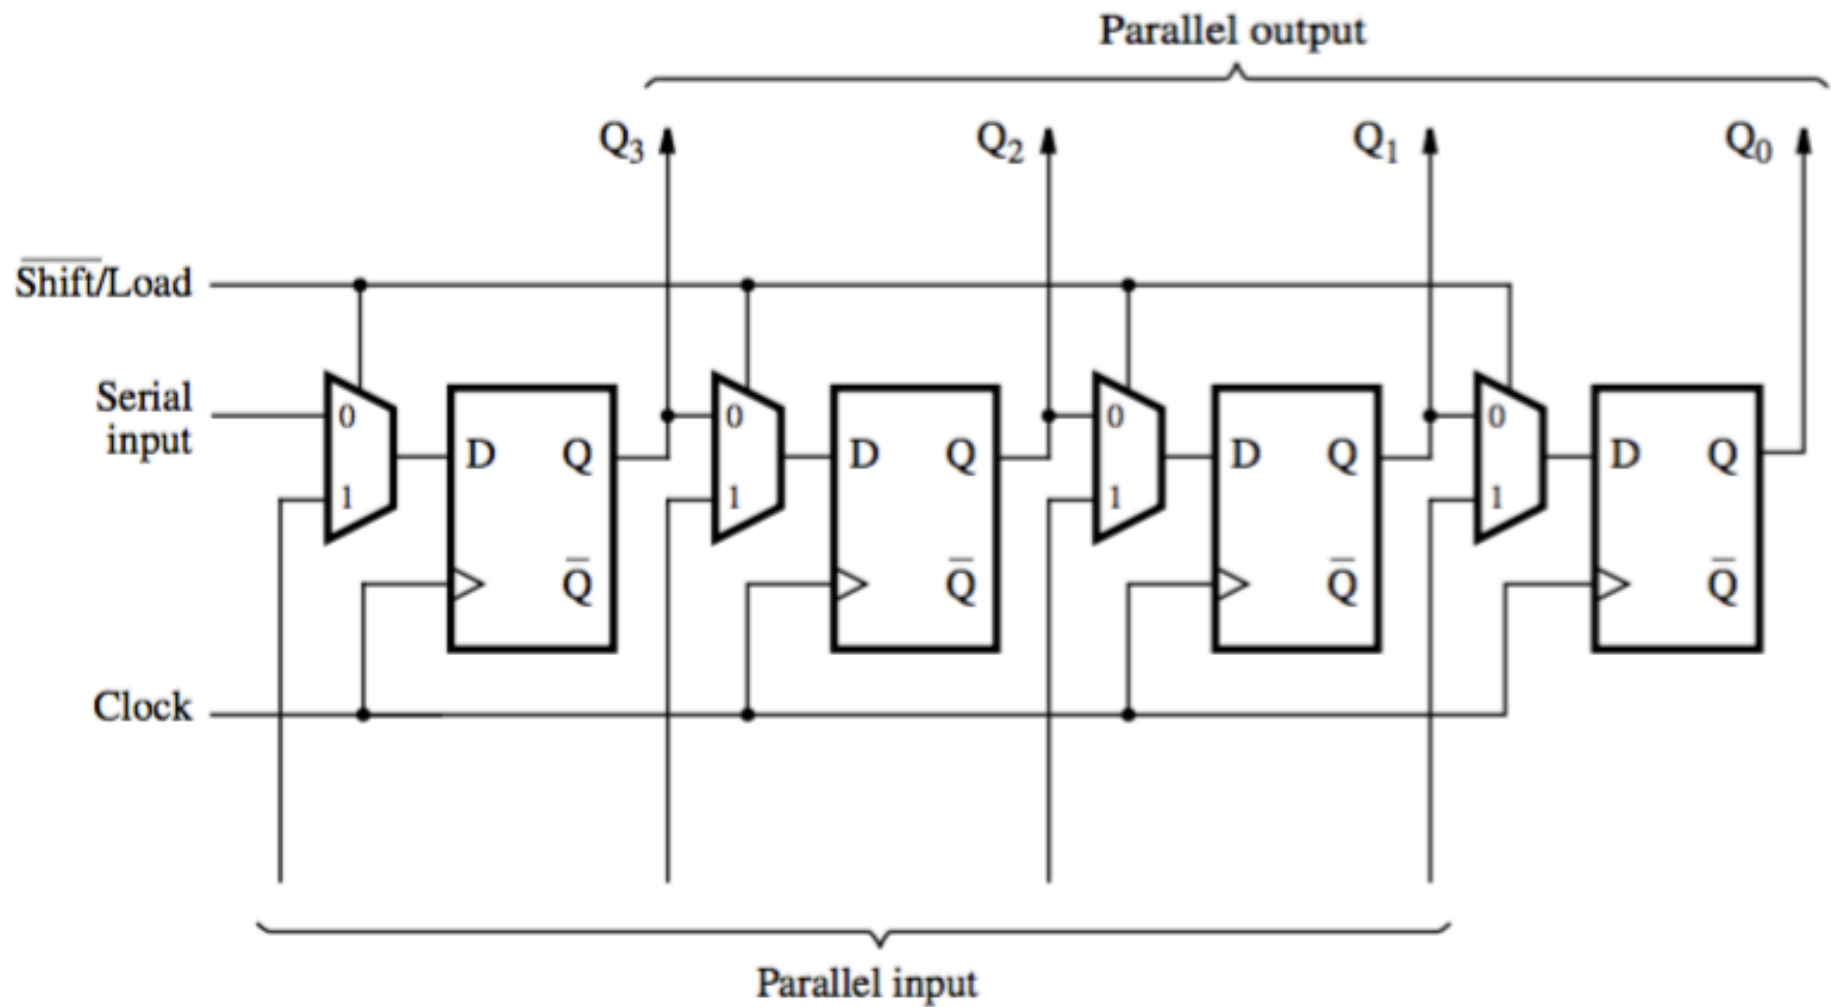 Parallel output
Q₃ Q₂ Q₁ Q₀
S̅h̅i̅f̅t̅/Load
Serial
input
0 0 0 0
D Q D Q D Q D Q
1 1 1 1
Q̅ Q̅ Q̅ Q̅
Clock
Parallel input